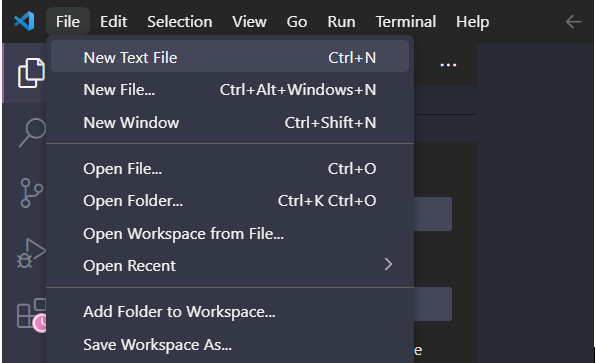 File Edit Selection View Go Run Terminal Help
New Text File Ctrl+N
New File... Ctrl+Alt+Windows+N
New Window Ctrl+Shift+N
Open File... Ctrl+O
Open Folder... Ctrl+K Ctrl+O
Open Workspace from File...
Open Recent
Add Folder to Workspace...
Save Workspace As...
e